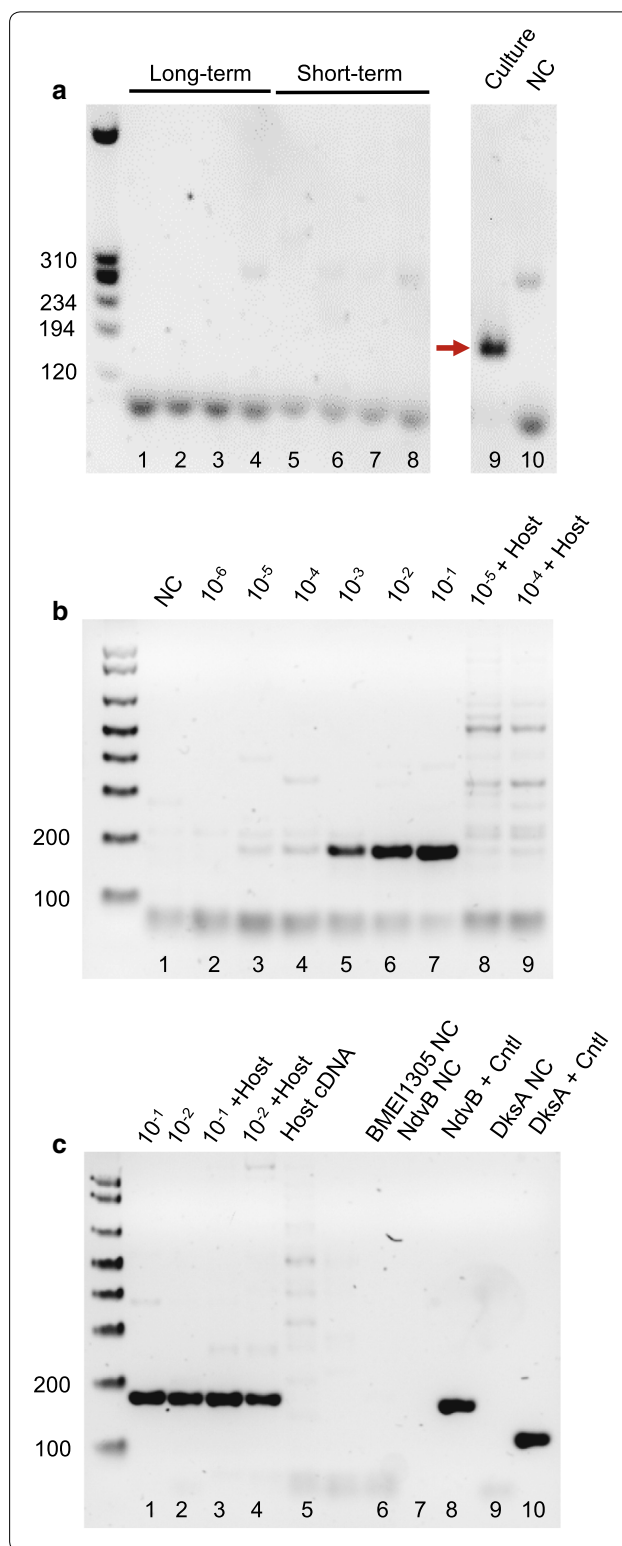 Long-term Short-term Culture NC
a
310
234
194
120
1 2 3 4 5 6 7 8 9 10
NC 10-6 10-5 10-4 10-3 10-2 10-1 10-5 + Host 10-4 + Host
b
200
100
1 2 3 4 5 6 7 8 9
10-1 10-2 10-1 +Host 10-2 +Host Host cDNA BMEI1305 NC NdvB NC NdvB + Cntl DksA NC DksA + Cntl
c
200
100
1 2 3 4 5 6 7 8 9 10